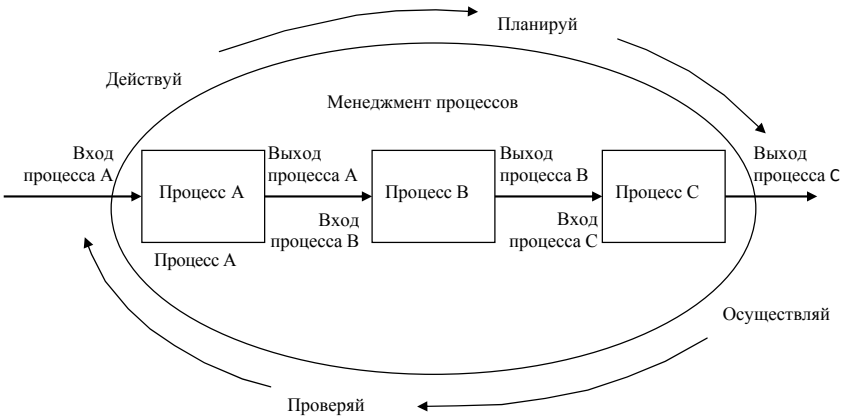 Планируй
Действуй
Менеджмент процессов
Вход
процесса А
Выход
процесса А
Выход
процесса В
Выход
процесса С
Процесс А
Процесс В
Процесс С
Вход
процесса В
Вход
процесса С
Процесс А
Осуществляй
Проверяй